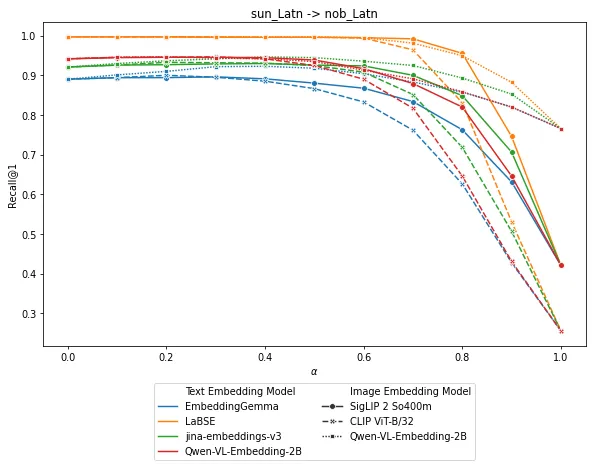 sun_Latn -> nob_Latn
Recall@1
1.0
0.9
0.8
0.7
0.6
0.5
0.4
0.3
0.0 0.2 0.4 0.6 0.8 1.0
α
Text Embedding Model
EmbeddingGemma
LaBSE
jina-embeddings-v3
Qwen-VL-Embedding-2B
Image Embedding Model
SigLIP 2 So400m
CLIP ViT-B/32
Qwen-VL-Embedding-2B